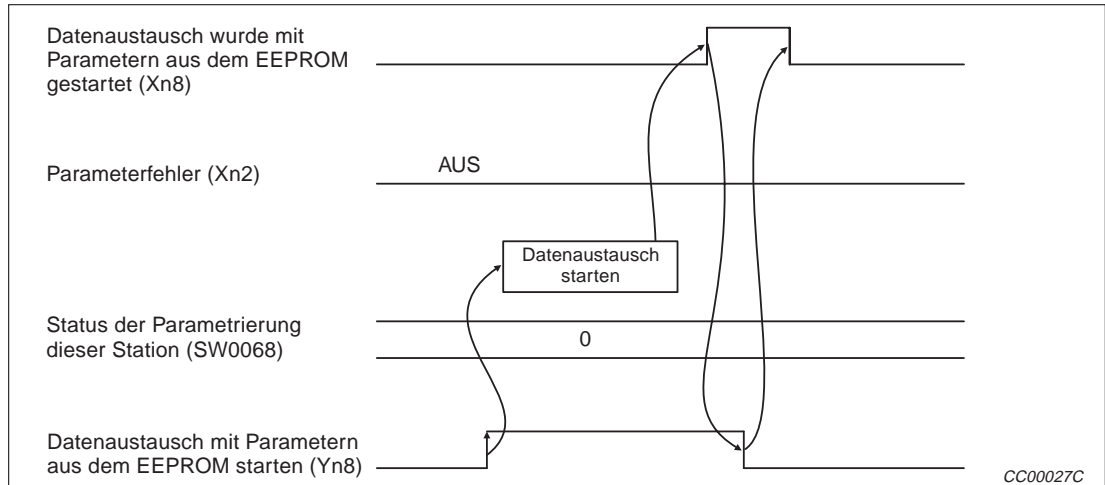 Datenaustausch wurde mit
Parametern aus dem EEPROM
gestartet (Xn8)
Parameterfehler (Xn2)
AUS
Datenaustausch
starten
Status der Parametrierung
dieser Station (SW0068)
0
Datenaustausch mit Parametern
aus dem EEPROM starten (Yn8)
CC00027C